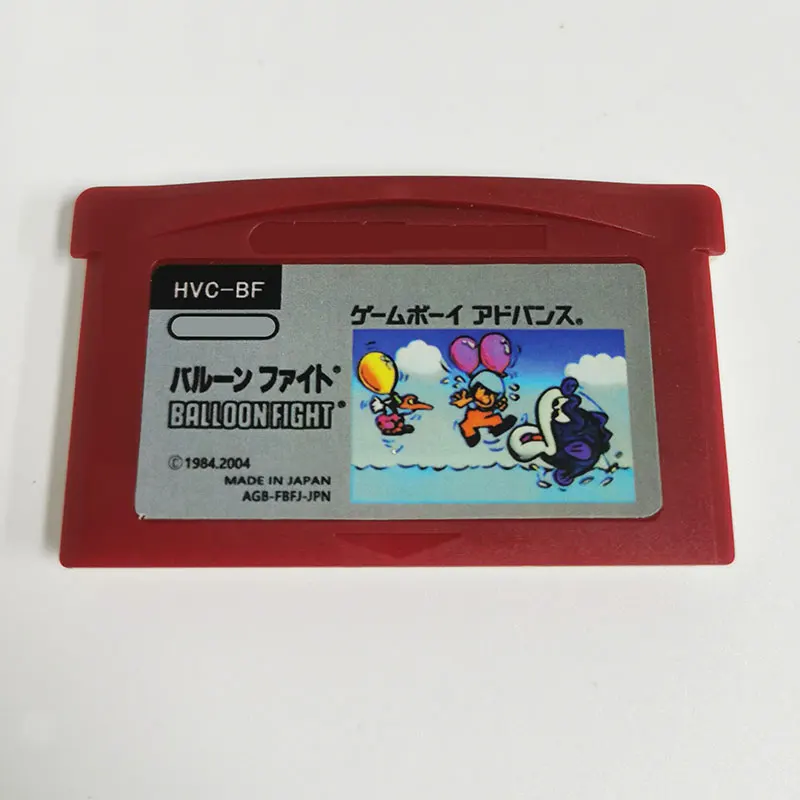 HVC-BF
ゲームボーイ アドバンス®
バルーン ファイト®
BALLOON FIGHT®
©1984.2004
MADE IN JAPAN
AGB-FBFJ-JPN